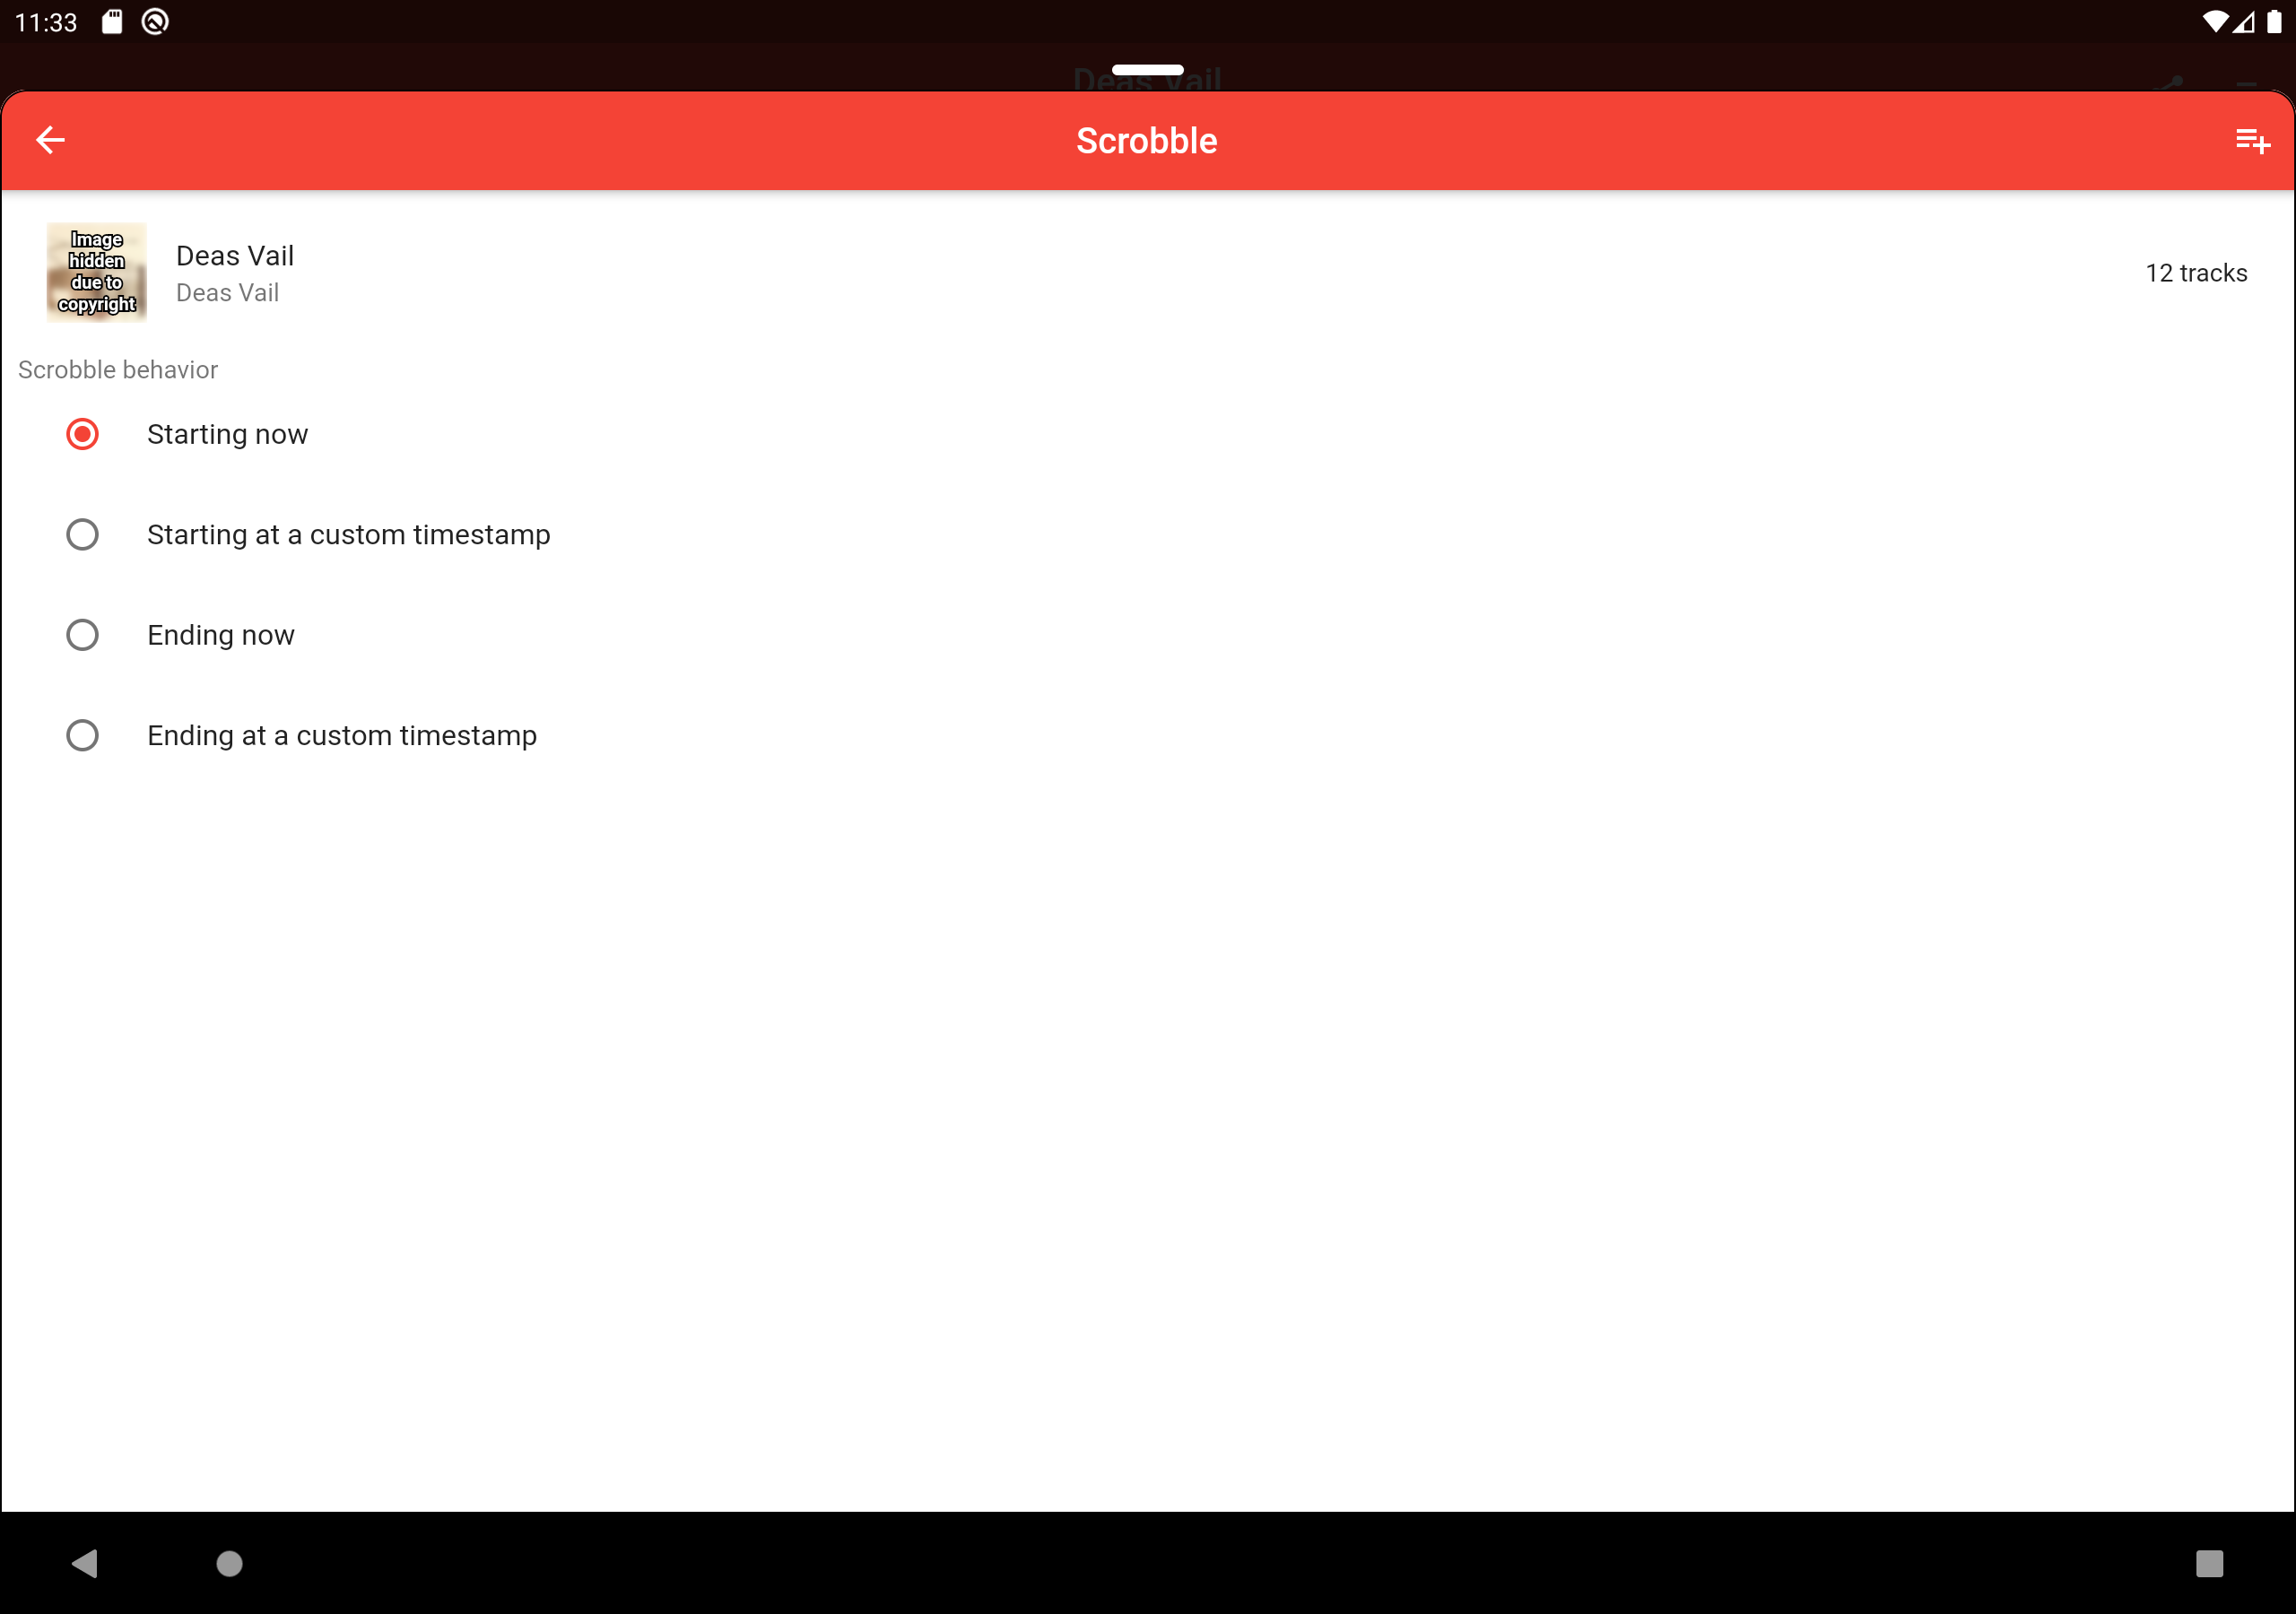 11:33
Deas Vail
Scrobble
Image
hidden
due to
copyright
Deas Vail
Deas Vail
12 tracks
Scrobble behavior
Starting now
Starting at a custom timestamp
Ending now
Ending at a custom timestamp